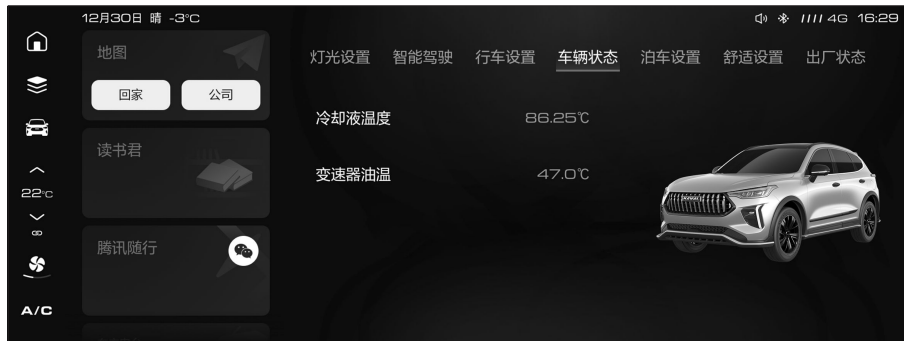 12月30日 晴 -3°C
4G 16:29
地图
回家 公司
读书君
腾讯随行
22°C
A/C
灯光设置 智能驾驶 行车设置 车辆状态 泊车设置 舒适设置 出厂状态
冷却液温度 86.25℃
变速器油温 47.0℃